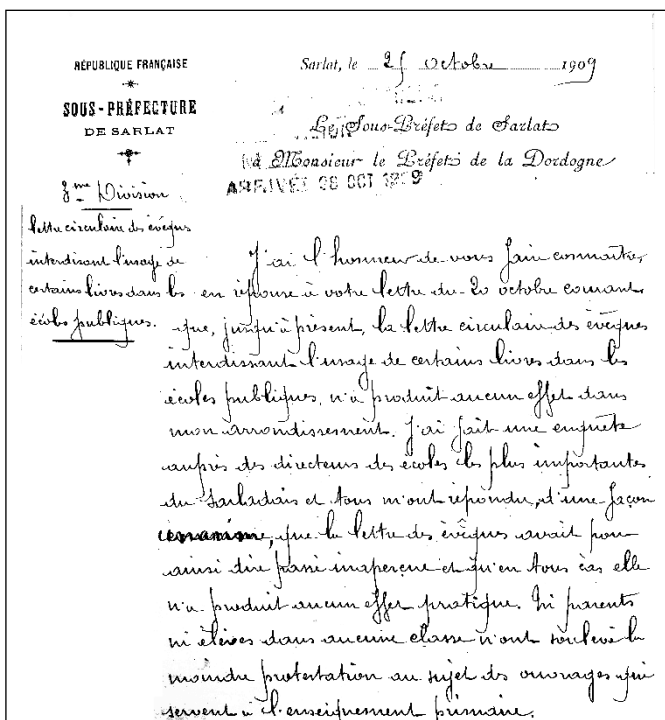 RÉPUBLIQUE FRANÇAISE
SOUS-PRÉFECTURE
DE SARLAT
3me Division
lettre circulaire des évêques
interdisant l'usage de
certains livres dans les
écoles publiques.
Sarlat, le 25 octobre 1909
Le Sous-Préfet de Sarlat
à Monsieur le Préfet de la Dordogne
ARRIVÉE OCT
J'ai l'honneur de vous faire connaître,
en réponse à votre lettre du 20 octobre courant
que, jusqu'à présent, la lettre circulaire des évêques
interdissant l'usage de certains livres dans les
écoles publiques, n'a produit aucun effet dans
mon arrondissement. J'ai fait une enquête
auprès des directeurs des écoles les plus importantes
du Sarladais et tous m'ont répondu, d'une façon
unanime, que la lettre des évêques avait pour
ainsi dire passé inaperçue et qu'en tous cas elle
n'a produit aucun effet pratique. Ni parents
ni élèves dans aucune classe n'ont soulevé la
moindre protestation au sujet des ouvrages qui
servent à l'enseignement primaire.